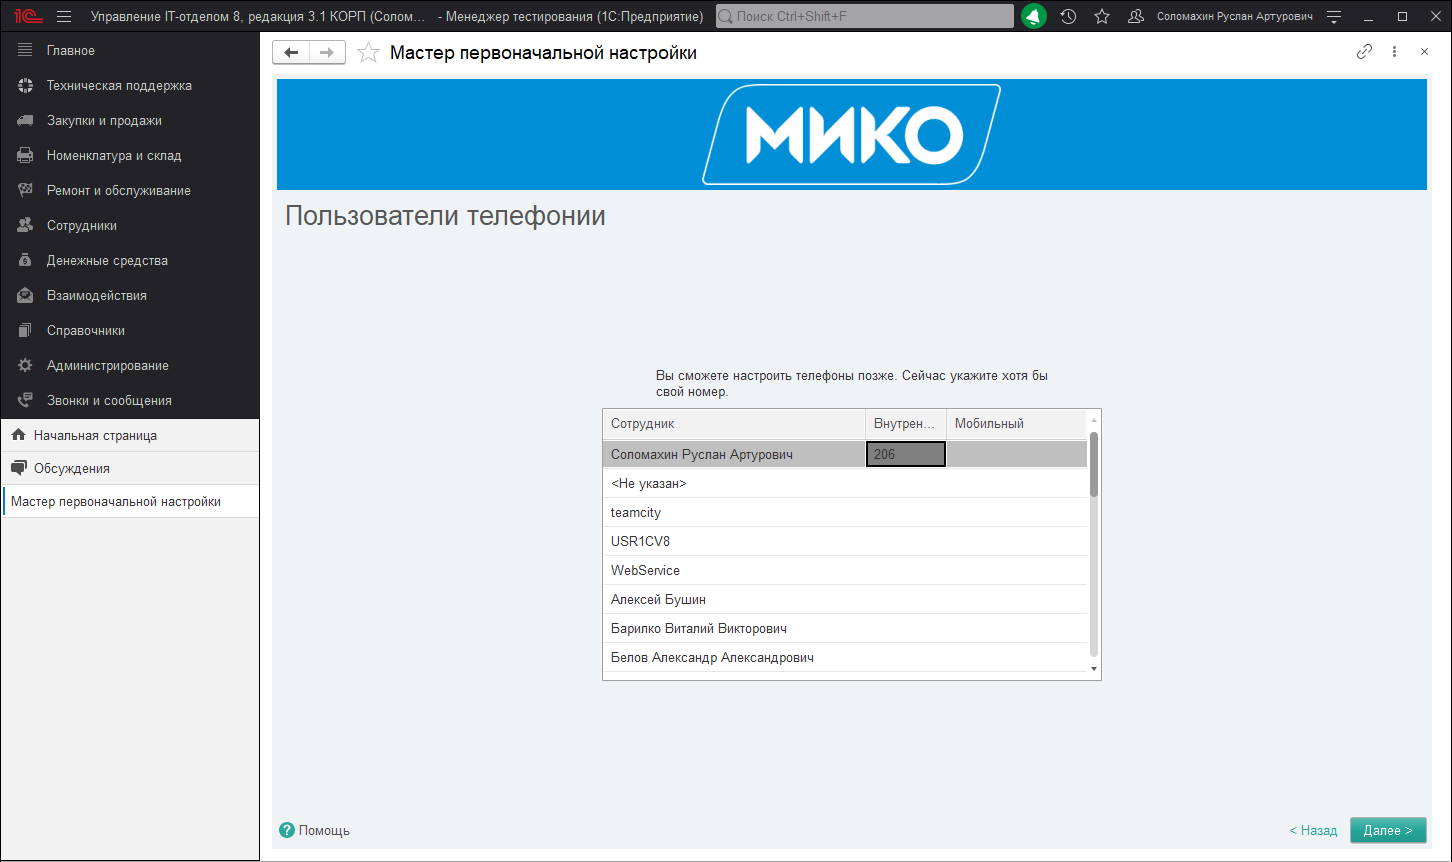 1С Управление IT-отделом 8, редакция 3.1 КОРП (Солом... - Менеджер тестирования (1С:Предприятие) Поиск Ctrl+Shift+F Соломахин Руслан Артурович
Главное
Техническая поддержка
Закупки и продажи
Номенклатура и склад
Ремонт и обслуживание
Сотрудники
Денежные средства
Взаимодействия
Справочники
Администрирование
Звонки и сообщения
Начальная страница
Обсуждения
Мастер первоначальной настройки
Мастер первоначальной настройки
МИКО
Пользователи телефонии
Вы сможете настроить телефоны позже. Сейчас укажите хотя бы
свой номер.
Сотрудник Внутрен... Мобильный
Соломахин Руслан Артурович 206
<Не указан>
teamcity
USR1CV8
WebService
Алексей Бушин
Барилко Виталий Викторович
Белов Александр Александрович
? Помощь < Назад Далее >